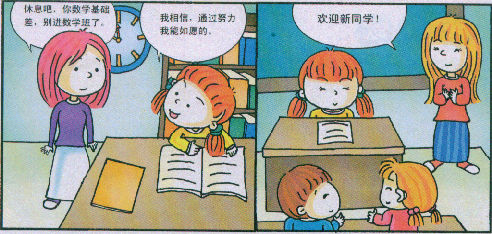 休息吧，你数学基础
差，别进数学班了。
我相信，通过努力
我能如愿的。
欢迎新同学！